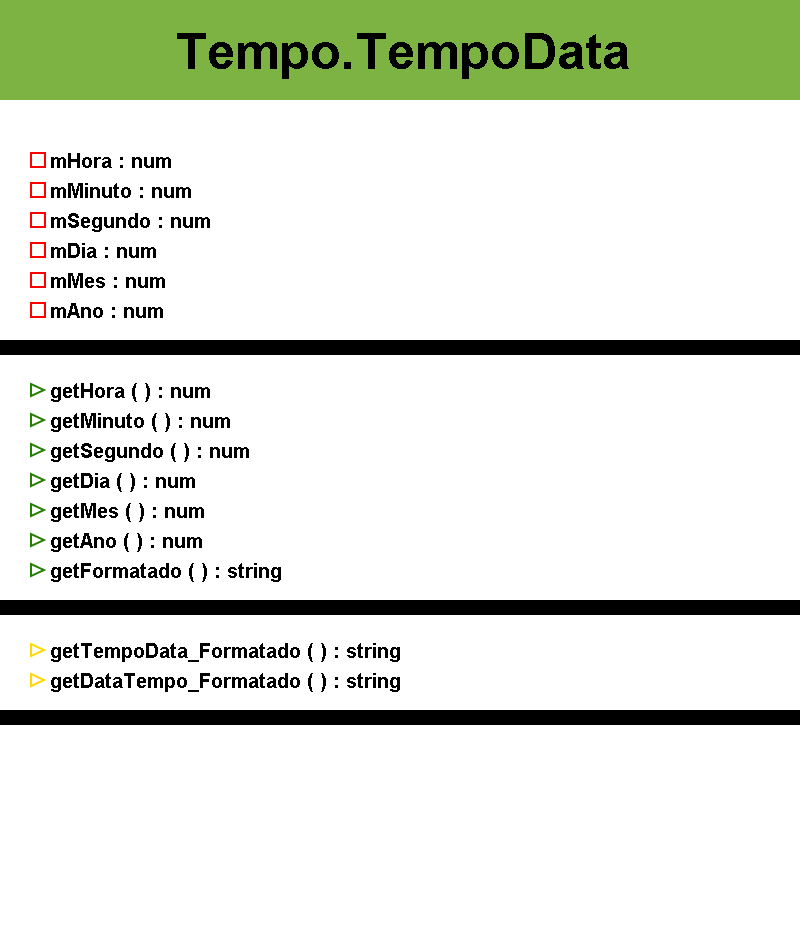 Tempo.TempoData
mHora : num
mMinuto : num
mSegundo : num
mDia : num
mMes : num
mAno : num
getHora ( ) : num
getMinuto ( ) : num
getSegundo ( ) : num
getDia ( ) : num
getMes ( ) : num
getAno ( ) : num
getFormatado ( ) : string
getTempoData_Formatado ( ) : string
getDataTempo_Formatado ( ) : string